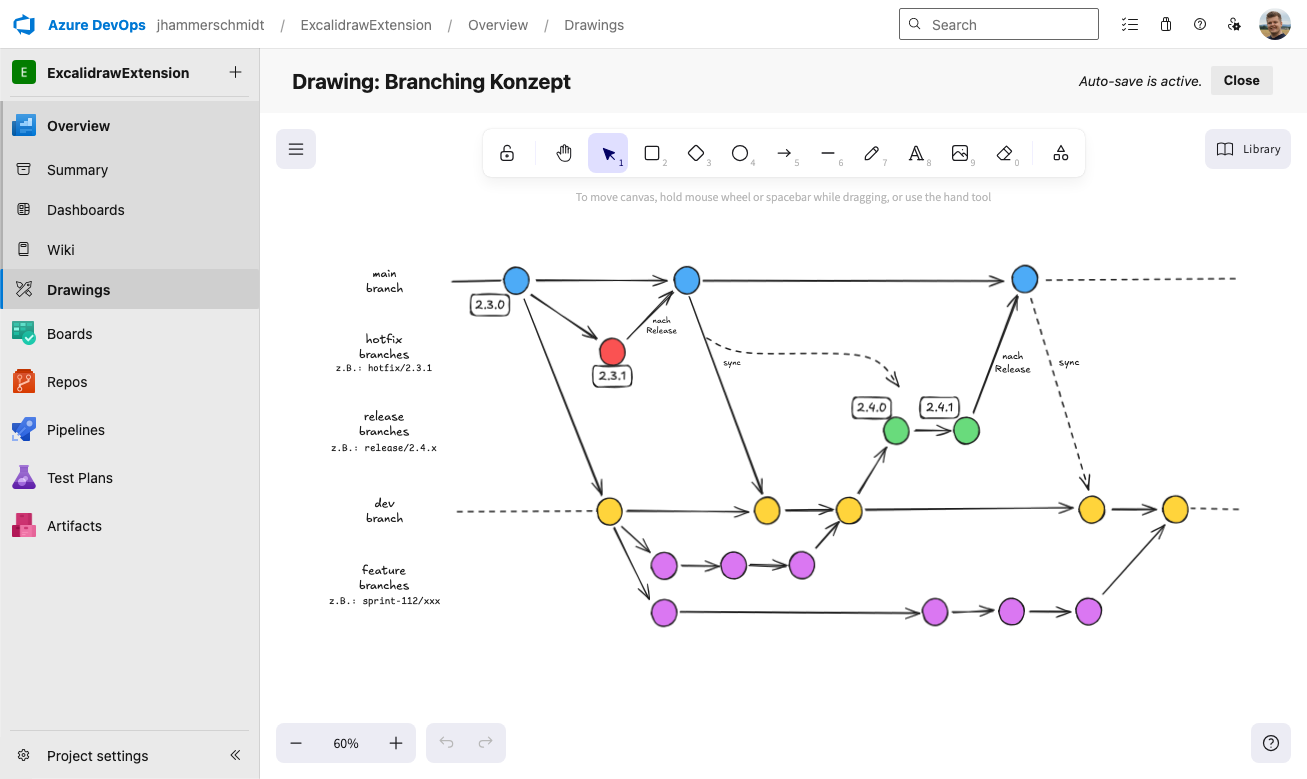 Azure DevOps jhammerschmidt / ExcalidrawExtension / Overview / Drawings
Search
E ExcalidrawExtension
Drawing: Branching Konzept
Auto-save is active.
Close
Overview
Summary
Dashboards
Wiki
Drawings
Boards
Repos
Pipelines
Test Plans
Artifacts
Project settings
1
2
3
4
5
6
7
8
9
0
Library
To move canvas, hold mouse wheel or spacebar while dragging, or use the hand tool
main
branch
2.3.0
nach
Release
hotfix
branches
z.B.: hotfix/2.3.1
2.3.1
sync
nach
Release
sync
release
branches
z.B.: release/2.4.x
2.4.0
2.4.1
dev
branch
feature
branches
z.B.: sprint-112/xxx
60%